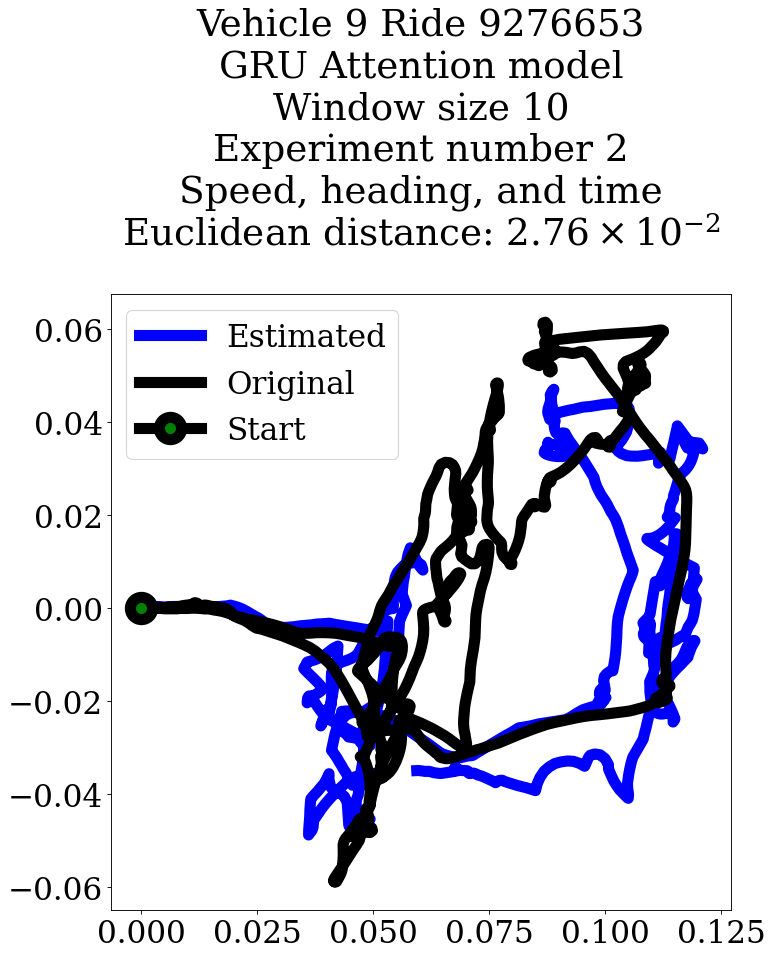 Vehicle 9 Ride 9276653
GRU Attention model
Window size 10
Experiment number 2
Speed, heading, and time
Euclidean distance: 2.76 × 10⁻²
Estimated
Original
Start
0.06
0.04
0.02
0.00
−0.02
−0.04
−0.06
0.000 0.025 0.050 0.075 0.100 0.125